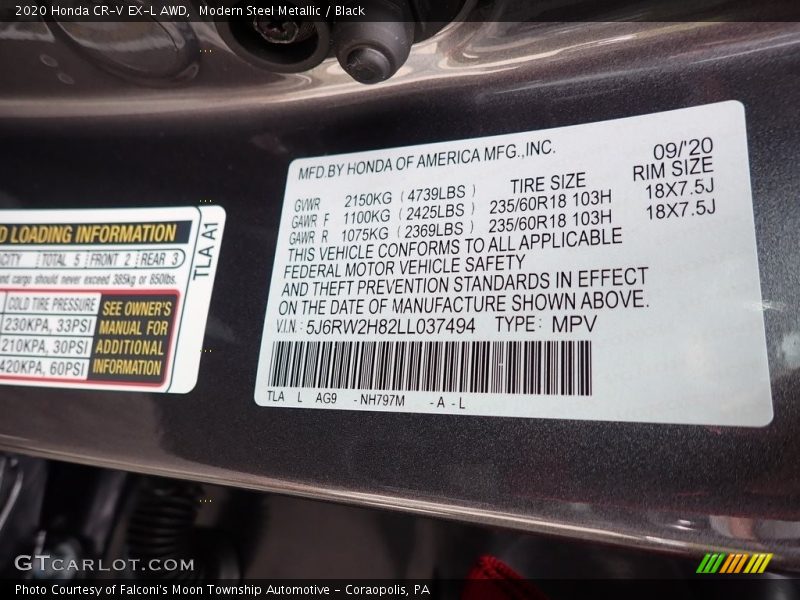 2020 Honda CR-V EX-L AWD, Modern Steel Metallic / Black
MFD.BY HONDA OF AMERICA MFG.,INC. 09/'20
GVWR 2150KG ( 4739LBS ) TIRE SIZE RIM SIZE
GAWR F 1100KG ( 2425LBS ) 235/60R18 103H 18X7.5J
GAWR R 1075KG ( 2369LBS ) 235/60R18 103H 18X7.5J
THIS VEHICLE CONFORMS TO ALL APPLICABLE
FEDERAL MOTOR VEHICLE SAFETY
AND THEFT PREVENTION STANDARDS IN EFFECT
ON THE DATE OF MANUFACTURE SHOWN ABOVE.
V.I.N.: 5J6RW2H82LL037494 TYPE: MPV
TLA L AG9 -NH797M -A -L
LOADING INFORMATION
TOTAL 5 FRONT 2 REAR 3
cargo should never exceed 385kg or 850lbs.
COLD TIRE PRESSURE
230KPA, 33PSI
210KPA, 30PSI
420KPA, 60PSI
SEE OWNER'S
MANUAL FOR
ADDITIONAL
INFORMATION
TLA A1
GTCARLOT.COM
Photo Courtesy of Falconi's Moon Township Automotive - Coraopolis, PA